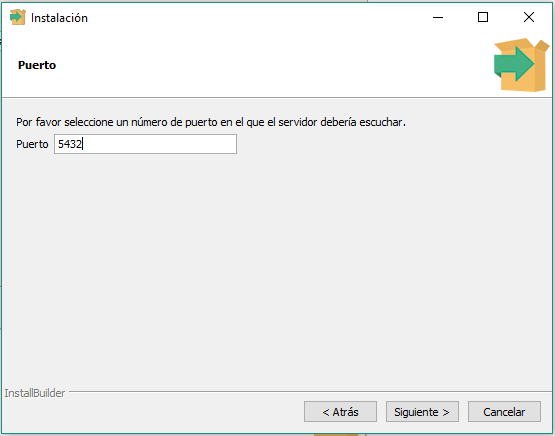 Instalación
Puerto
Por favor seleccione un número de puerto en el que el servidor debería escuchar.
Puerto 5432
InstallBuilder
< Atrás Siguiente > Cancelar